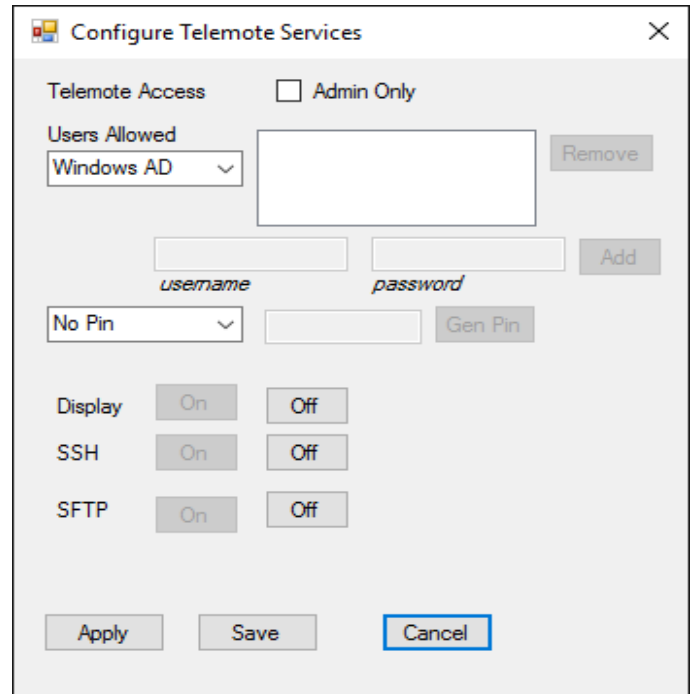 Configure Telemote Services
Telemote Access Admin Only
Users Allowed
Windows AD
Remove
Add
username password
No Pin Gen Pin
Display On Off
SSH On Off
SFTP On Off
Apply Save Cancel